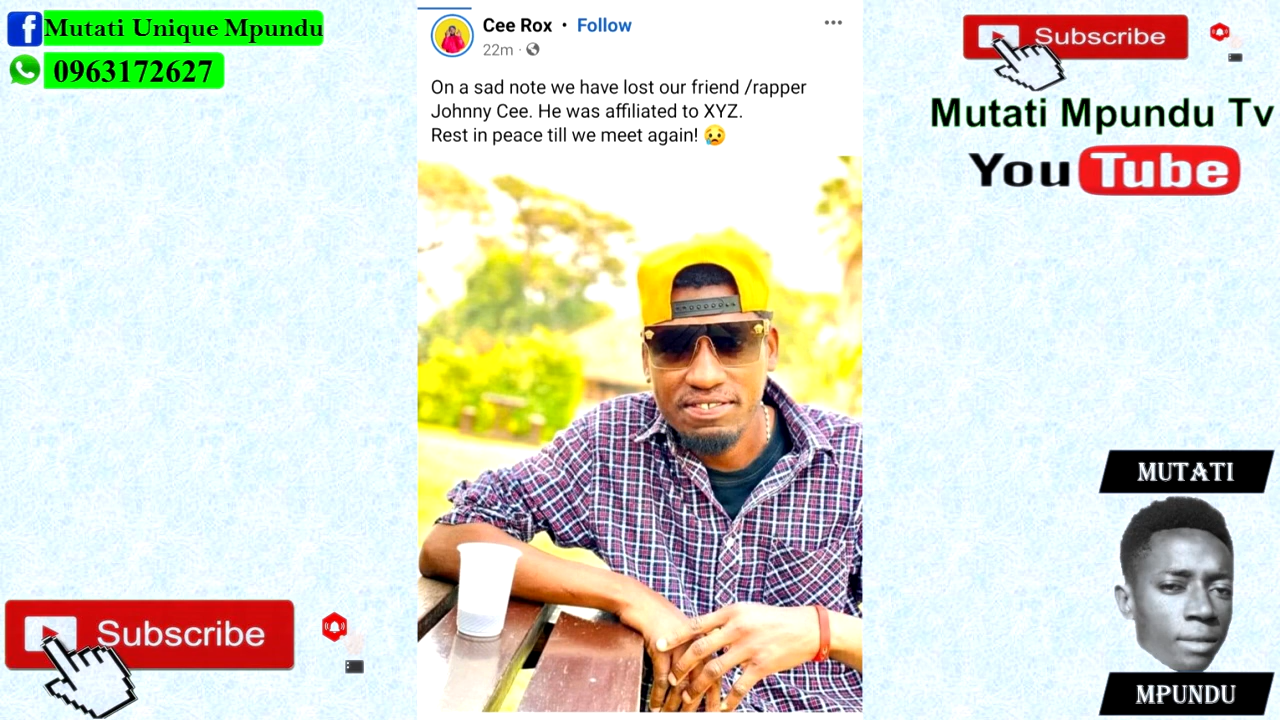 Mutati Unique Mpundu
0963172627
Cee Rox • Follow
22m ·
On a sad note we have lost our friend /rapper
Johnny Cee. He was affiliated to XYZ.
Rest in peace till we meet again! 😥
Subscribe
Mutati Mpundu Tv
YouTube
MUTATI
MPUNDU
Subscribe